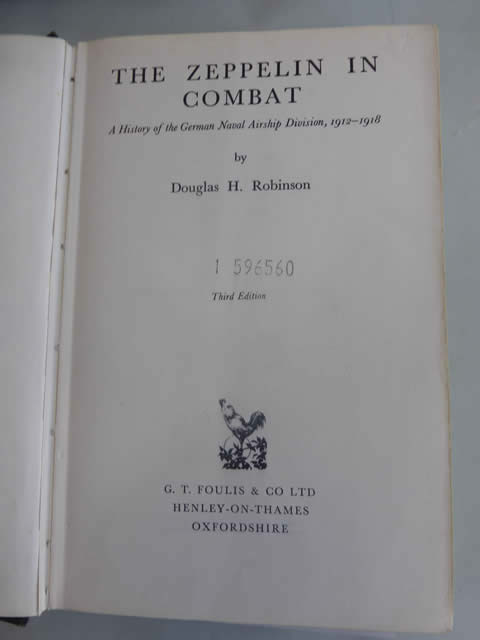 THE ZEPPELIN IN
COMBAT
A History of the German Naval Airship Division, 1912–1918
by
Douglas H. Robinson
1 596560
Third Edition
G. T. FOULIS & CO LTD
HENLEY-ON-THAMES
OXFORDSHIRE